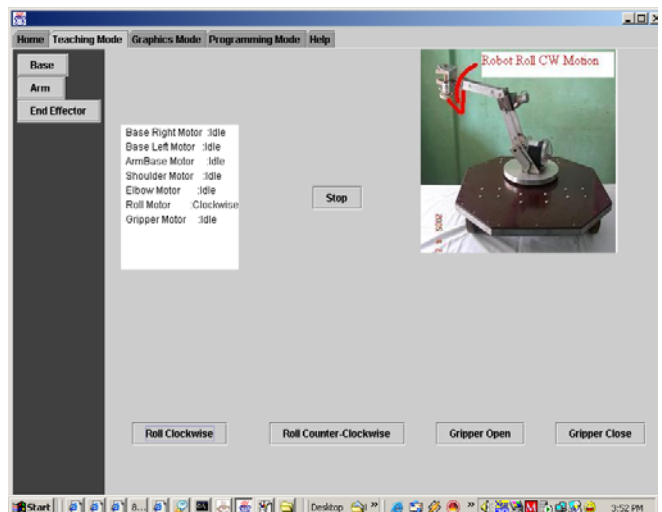 Home Teaching Mode Graphics Mode Programming Mode Help
Base
Arm
End Effector
Robot Roll CW Motion
Base Right Motor :Idle
Base Left Motor :Idle
ArmBase Motor :Idle
Shoulder Motor :Idle
Elbow Motor :Idle
Roll Motor :Clockwise
Gripper Motor :Idle
Stop
Roll Clockwise Roll Counter-Clockwise Gripper Open Gripper Close
Start 8... Desktop » » 3:52 PM